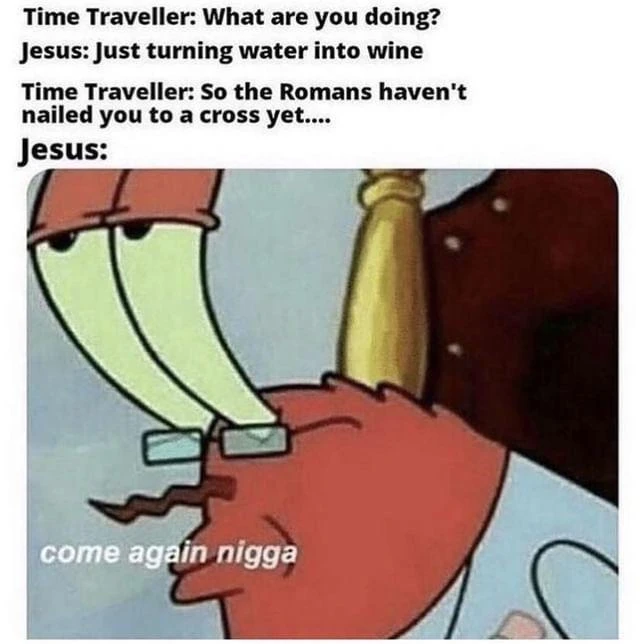 Time Traveller: What are you doing?
Jesus: Just turning water into wine
Time Traveller: So the Romans haven't
nailed you to a cross yet....
Jesus:
come again nigga